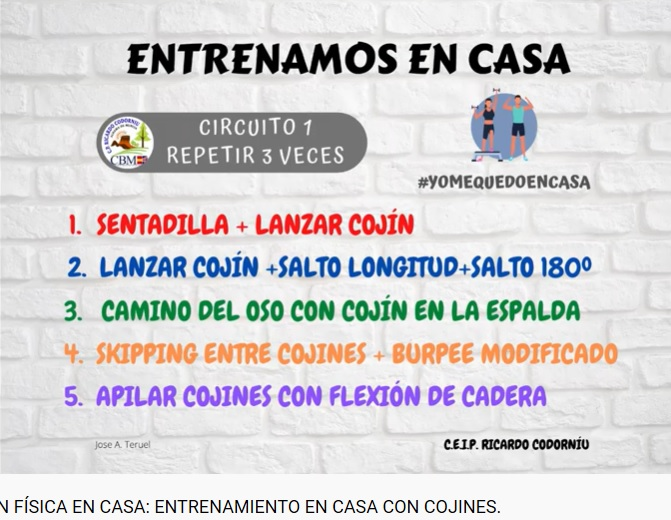 ENTRENAMOS EN CASA
CIRCUITO 1
REPETIR 3 VECES
CBM
#YOMEQUEDOENCASA
1. SENTADILLA + LANZAR COJÍN
2. LANZAR COJÍN +SALTO LONGITUD+SALTO 180º
3. CAMINO DEL OSO CON COJÍN EN LA ESPALDA
4. SKIPPING ENTRE COJINES + BURPEE MODIFICADO
5. APILAR COJINES CON FLEXIÓN DE CADERA
Jose A. Teruel
C.E.I.P. RICARDO CODORNÍU
N FÍSICA EN CASA: ENTRENAMIENTO EN CASA CON COJINES.